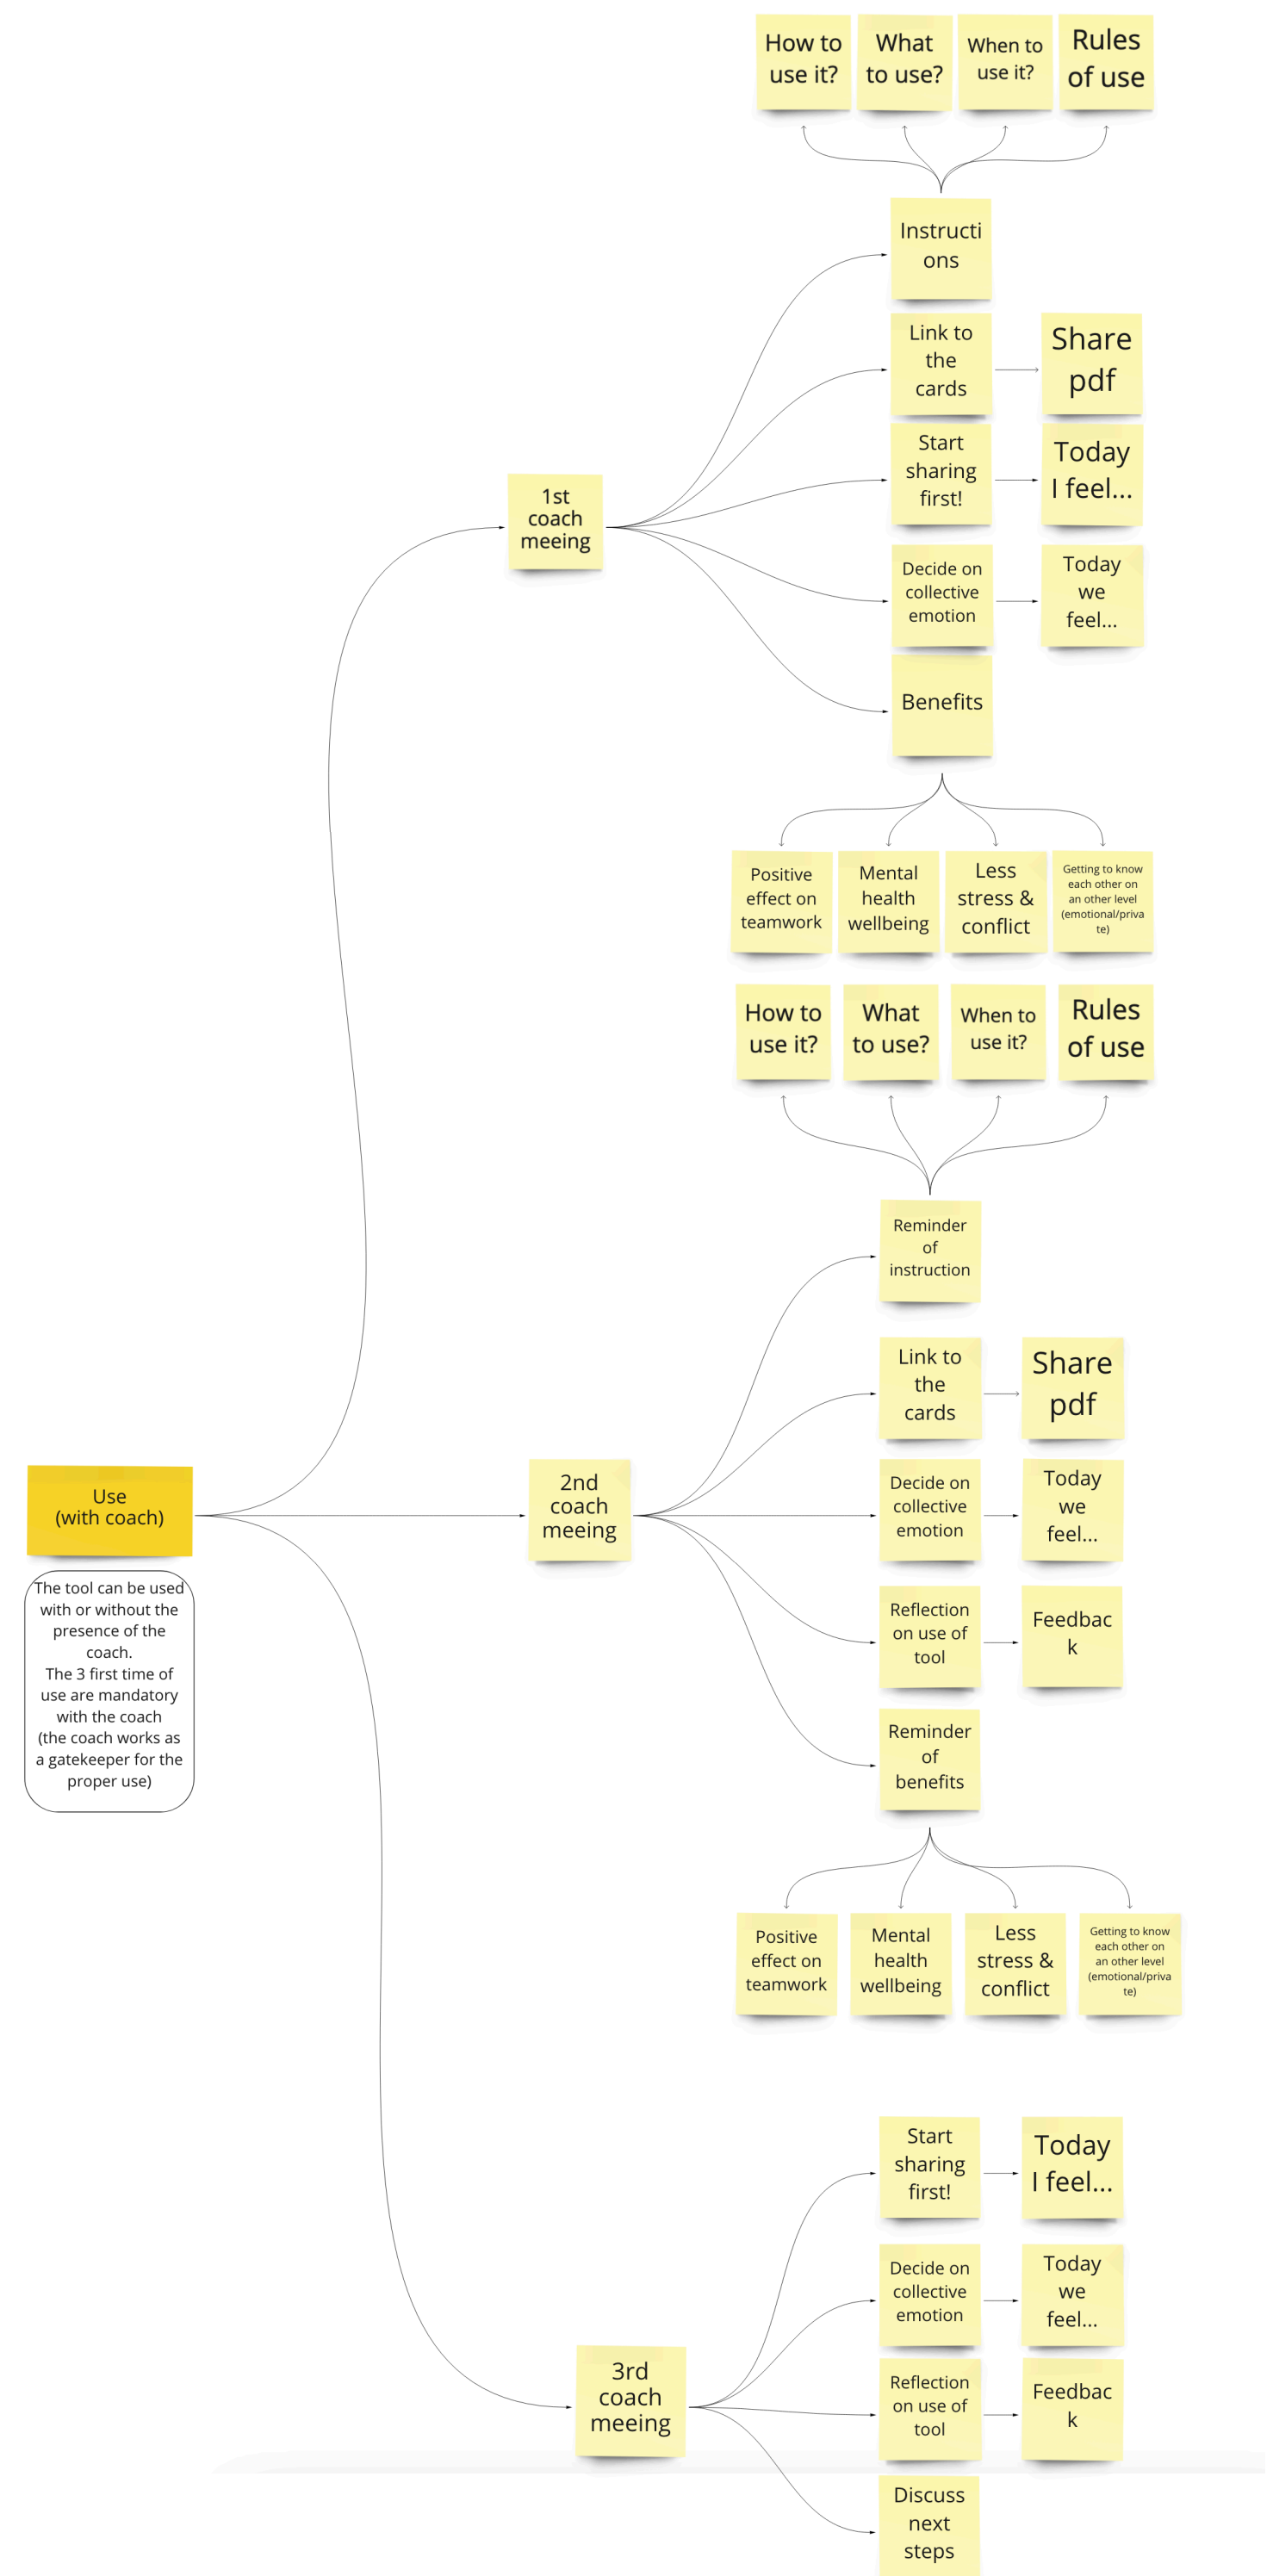 How to
use it?
What
to use?
When to
use it?
Rules
of use
Instructi
ons
Link to
the
cards
Share
pdf
Start
sharing
first!
Today
I feel...
1st
coach
meeing
Decide on
collective
emotion
Today
we
feel...
Benefits
Positive
effect on
teamwork
Mental
health
wellbeing
Less
stress &
conflict
Getting to know
each other on
an other level
(emotional/priva
te)
How to
use it?
What
to use?
When to
use it?
Rules
of use
Reminder
of
instruction
Link to
the
cards
Share
pdf
Use
(with coach)
The tool can be used
with or without the
presence of the
coach.
The 3 first time of
use are mandatory
with the coach
(the coach works as
a gatekeeper for the
proper use)
2nd
coach
meeing
Decide on
collective
emotion
Today
we
feel...
Reflection
on use of
tool
Feedbac
k
Reminder
of
benefits
Positive
effect on
teamwork
Mental
health
wellbeing
Less
stress &
conflict
Getting to know
each other on
an other level
(emotional/priva
te)
Start
sharing
first!
Today
I feel...
Decide on
collective
emotion
Today
we
feel...
3rd
coach
meeing
Reflection
on use of
tool
Feedbac
k
Discuss
next
steps